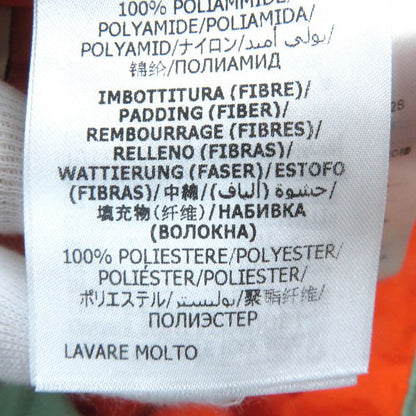 100% POLIAMMIDE/
POLYAMIDE/POLIAMIDA/
POLYAMID/ナイロン/بولي أميد/
锦纶/ПОЛИАМИД
IMBOTTITURA (FIBRE)/
PADDING (FIBER)/
REMBOURRAGE (FIBRES)/
RELLENO (FIBRAS)/
WATTIERUNG (FASER)/ESTOFO
(FIBRAS)/中綿/(ألياف) حشوة/
填充物(纤维)/НАБИВКА
(ВОЛОКНА)
100% POLIESTERE/POLYESTER/
POLIÉSTER/POLIESTER/
ポリエステル/بوليستر/聚酯纤维/
ПОЛИЭСТЕР
LAVARE MOLTO
28